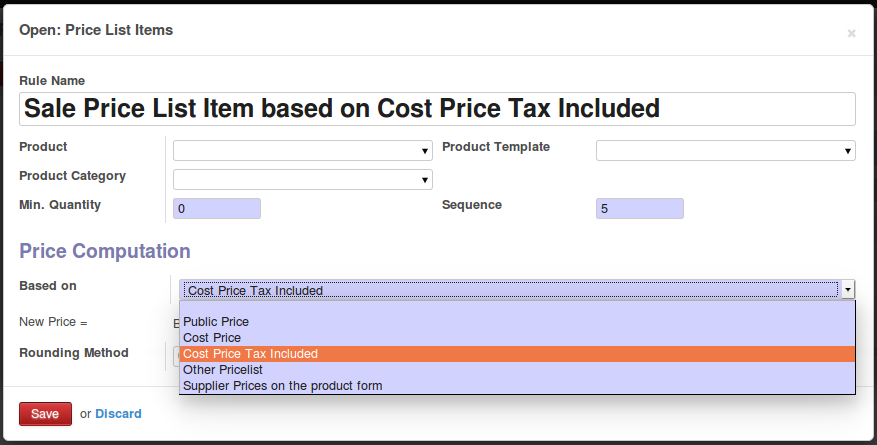 Open: Price List Items
×
Rule Name
Sale Price List Item based on Cost Price Tax Included
Product
Product Template
Product Category
Min. Quantity
0
Sequence
5
Price Computation
Based on
Cost Price Tax Included
Public Price
Cost Price
Cost Price Tax Included
Other Pricelist
Supplier Prices on the product form
New Price =
Rounding Method
Save or Discard